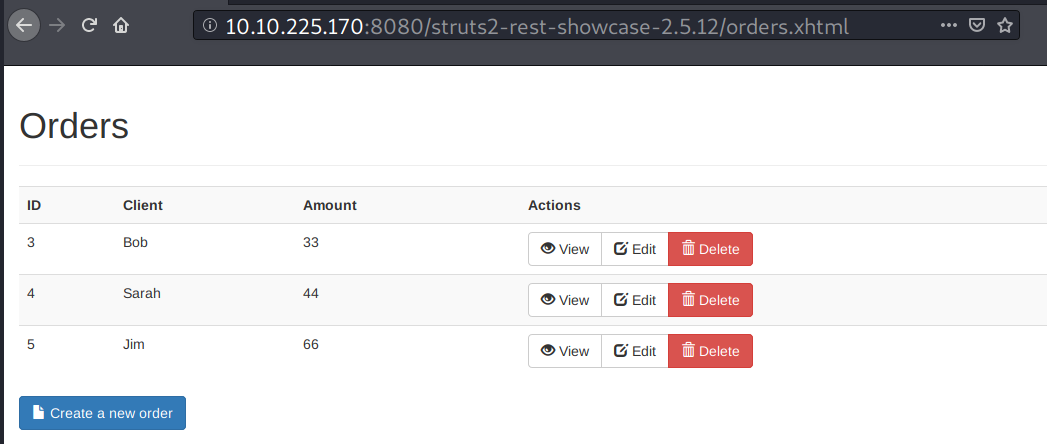 10.10.225.170:8080/struts2-rest-showcase-2.5.12/orders.xhtml
Orders
ID Client Amount Actions
3 Bob 33 View Edit Delete
4 Sarah 44 View Edit Delete
5 Jim 66 View Edit Delete
Create a new order